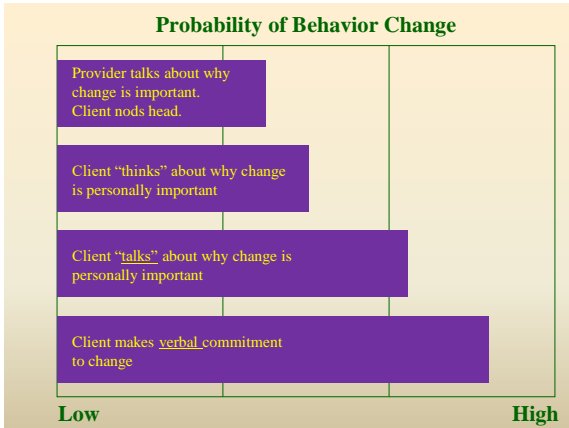 Probability of Behavior Change
Provider talks about why
change is important.
Client nods head.
Client “thinks” about why change
is personally important
Client “talks” about why change is
personally important
Client makes verbal commitment
to change
Low
High